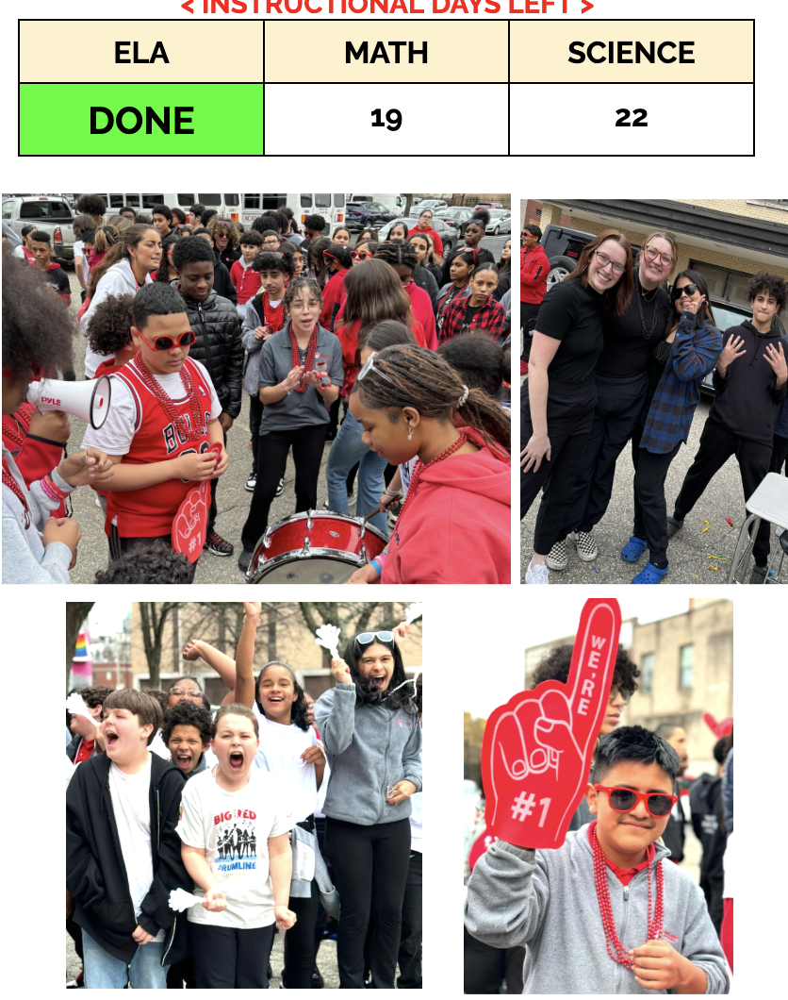 < INSTRUCTIONAL DAYS LEFT >
ELA MATH SCIENCE
DONE 19 22
PYLE
BULLS
#1
BIG RED
DRUMLINE
WE'RE
#1